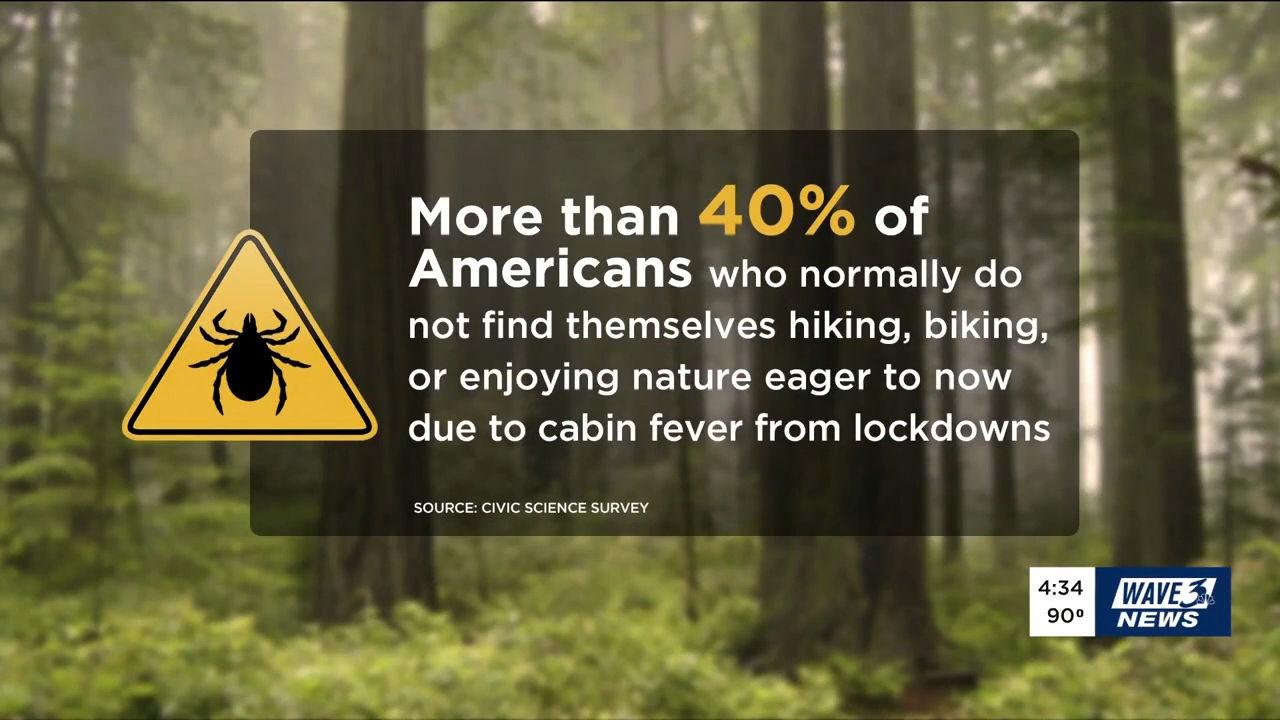 More than 40% of
Americans who normally do
not find themselves hiking, biking,
or enjoying nature eager to now
due to cabin fever from lockdowns
SOURCE: CIVIC SCIENCE SURVEY
4:34
90º
WAVE 3
NEWS